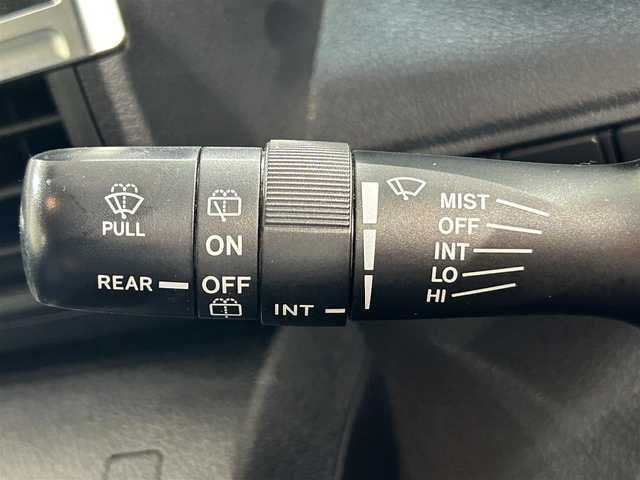 PULL
REAR
ON
OFF
INT
MIST
OFF
INT
LO
HI